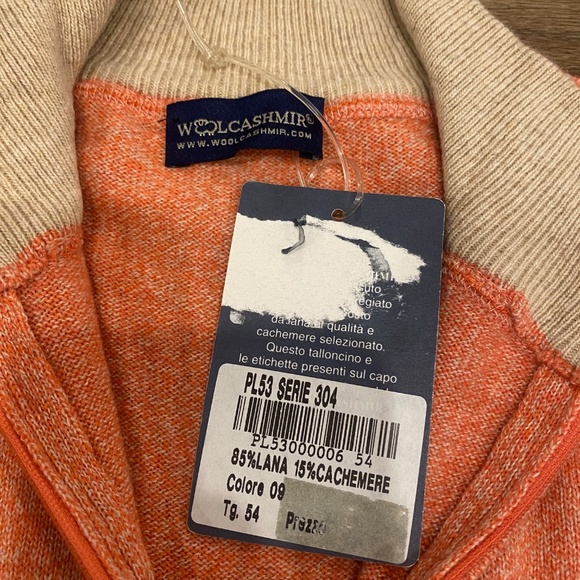 WOOLCASHMIR®
WWW.WOOLCASHMIR.COM
da lana di qualità e
cachemere selezionato.
Questo talloncino e
le etichette presenti sul capo
PL53 SERIE 304
PL53000006 54
85%LANA 15%CACHEMERE
Colore 09
Tg. 54 Prezzo